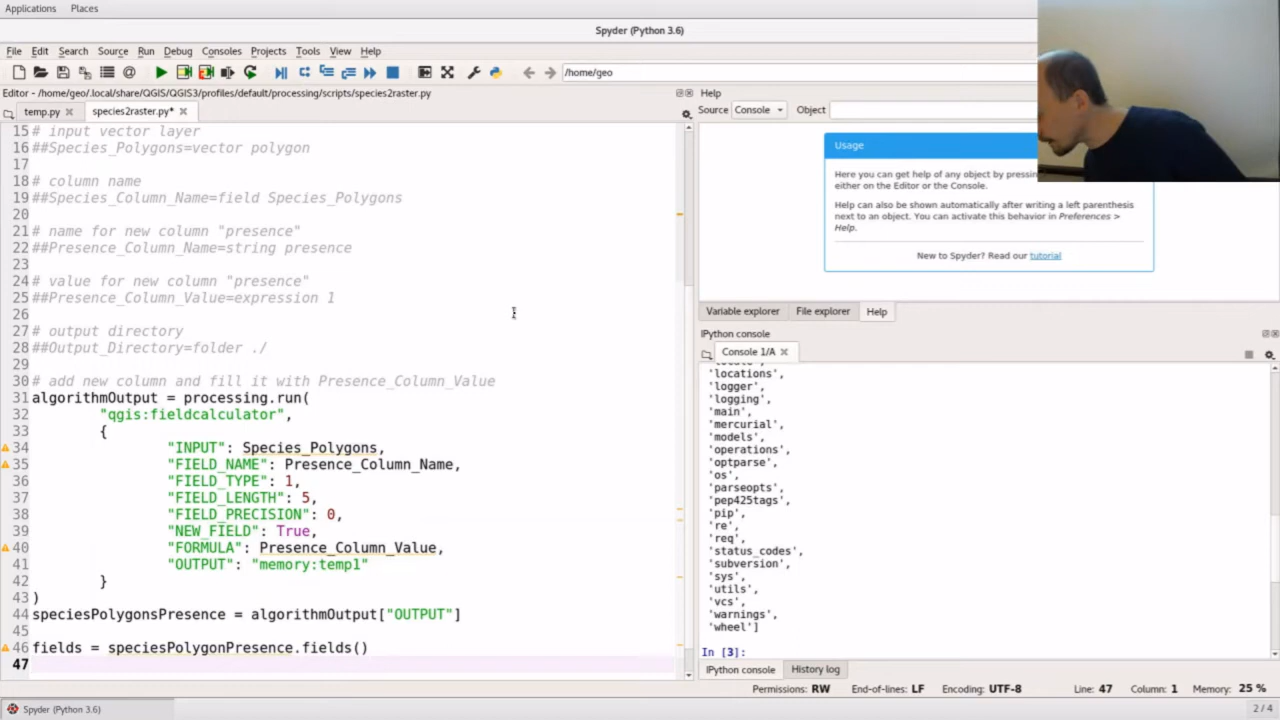 Applications Places
Spyder (Python 3.6)
File Edit Search Source Run Debug Consoles Projects Tools View Help
/home/geo
Editor - /home/geo/.local/share/QGIS/QGIS3/profiles/default/processing/scripts/species2raster.py
temp.py species2raster.py*
15 # input vector layer
16 ##Species_Polygons=vector polygon
17
18 # column name
19 ##Species_Column_Name=field Species_Polygons
20
21 # name for new column "presence"
22 ##Presence_Column_Name=string presence
23
24 # value for new column "presence"
25 ##Presence_Column_Value=expression 1
26
27 # output directory
28 ##Output_Directory=folder ./
29
30 # add new column and fill it with Presence_Column_Value
31 algorithmOutput = processing.run(
32 "qgis:fieldcalculator",
33 {
34 "INPUT": Species_Polygons,
35 "FIELD_NAME": Presence_Column_Name,
36 "FIELD_TYPE": 1,
37 "FIELD_LENGTH": 5,
38 "FIELD_PRECISION": 0,
39 "NEW_FIELD": True,
40 "FORMULA": Presence_Column_Value,
41 "OUTPUT": "memory:temp1"
42 }
43 )
44 speciesPolygonsPresence = algorithmOutput["OUTPUT"]
45
46 fields = speciesPolygonPresence.fields()
47
Help
Source Console Object
Usage
Here you can get help of any object by pressin
either on the Editor or the Console.
Help can also be shown automatically after writing a left parenthesis
next to an object. You can activate this behavior in Preferences >
Help.
New to Spyder? Read our tutorial
Variable explorer File explorer Help
IPython console
Console 1/A
'locations',
'logger',
'logging',
'main',
'mercurial',
'models',
'operations',
'optparse',
'os',
'parseopts',
'pep425tags',
'pip',
're',
'req',
'status_codes',
'subversion',
'sys',
'utils',
'vcs',
'warnings',
'wheel']
In [3]:
IPython console History log
Permissions: RW End-of-lines: LF Encoding: UTF-8 Line: 47 Column: 1 Memory: 25 %
Spyder (Python 3.6) 2 / 4